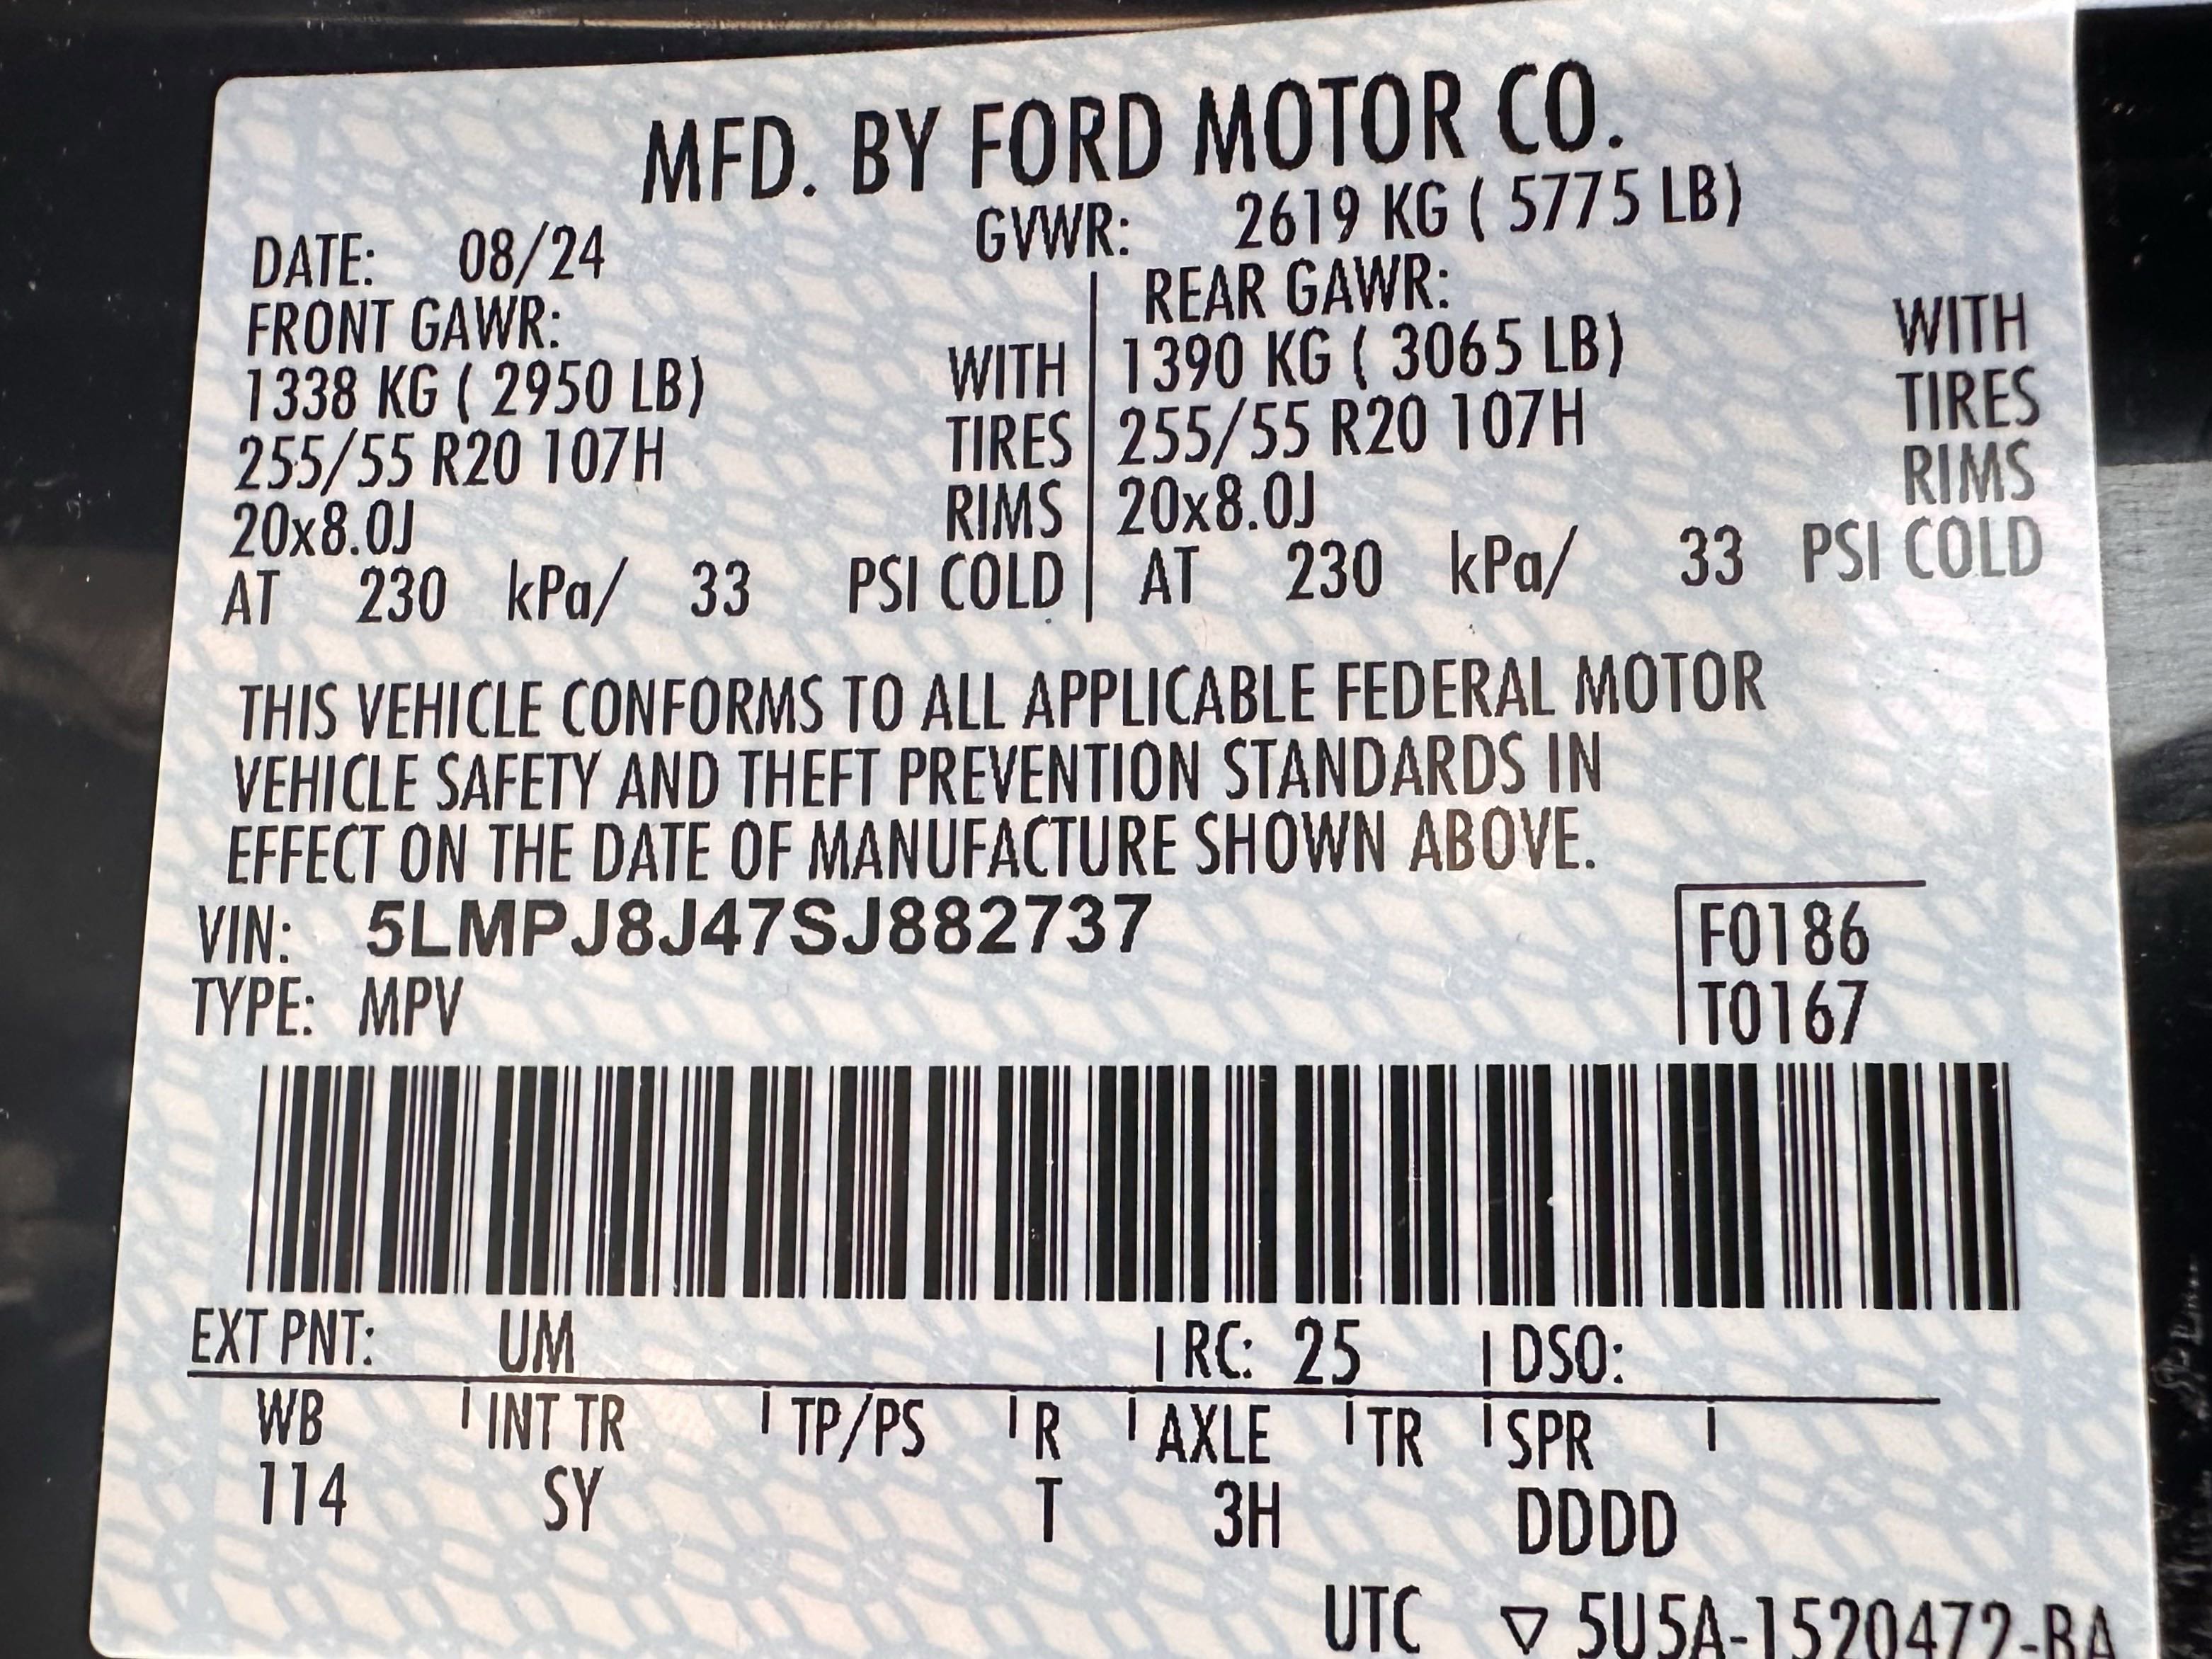 MFD. BY FORD MOTOR CO.
DATE: 08/24 GVWR: 2619 KG ( 5775 LB)
FRONT GAWR: REAR GAWR:
1338 KG ( 2950 LB) WITH 1390 KG ( 3065 LB) WITH
255/55 R20 107H TIRES 255/55 R20 107H TIRES
20x8.0J RIMS 20x8.0J RIMS
AT 230 kPa/ 33 PSI COLD AT 230 kPa/ 33 PSI COLD
THIS VEHICLE CONFORMS TO ALL APPLICABLE FEDERAL MOTOR
VEHICLE SAFETY AND THEFT PREVENTION STANDARDS IN
EFFECT ON THE DATE OF MANUFACTURE SHOWN ABOVE.
VIN: 5LMPJ8J47SJ882737 F0186
TYPE: MPV T0167
EXT PNT: UM RC: 25 DSO:
WB INT TR TP/PS R AXLE TR SPR
114 SY T 3H DDDD
UTC ▽ 5U5A-1520472-BA